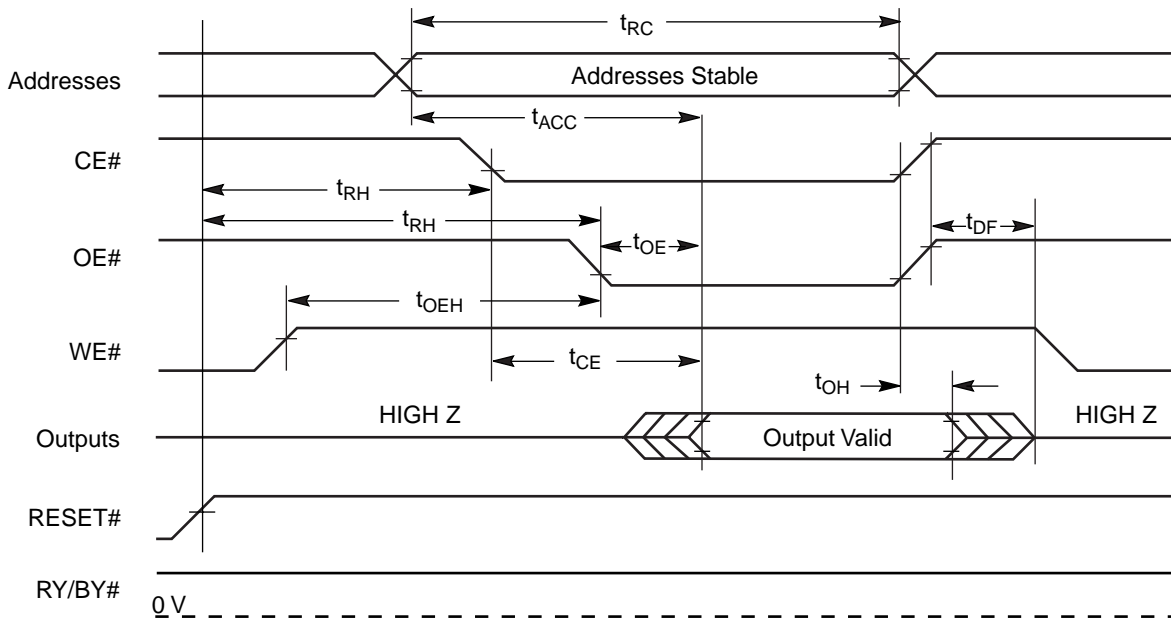 tRC
Addresses
Addresses Stable
tACC
CE#
tRH
tRH
tDF
OE#
tOE
tOEH
WE#
tCE
tOH
HIGH Z
HIGH Z
Outputs
Output Valid
RESET#
RY/BY#
0 V